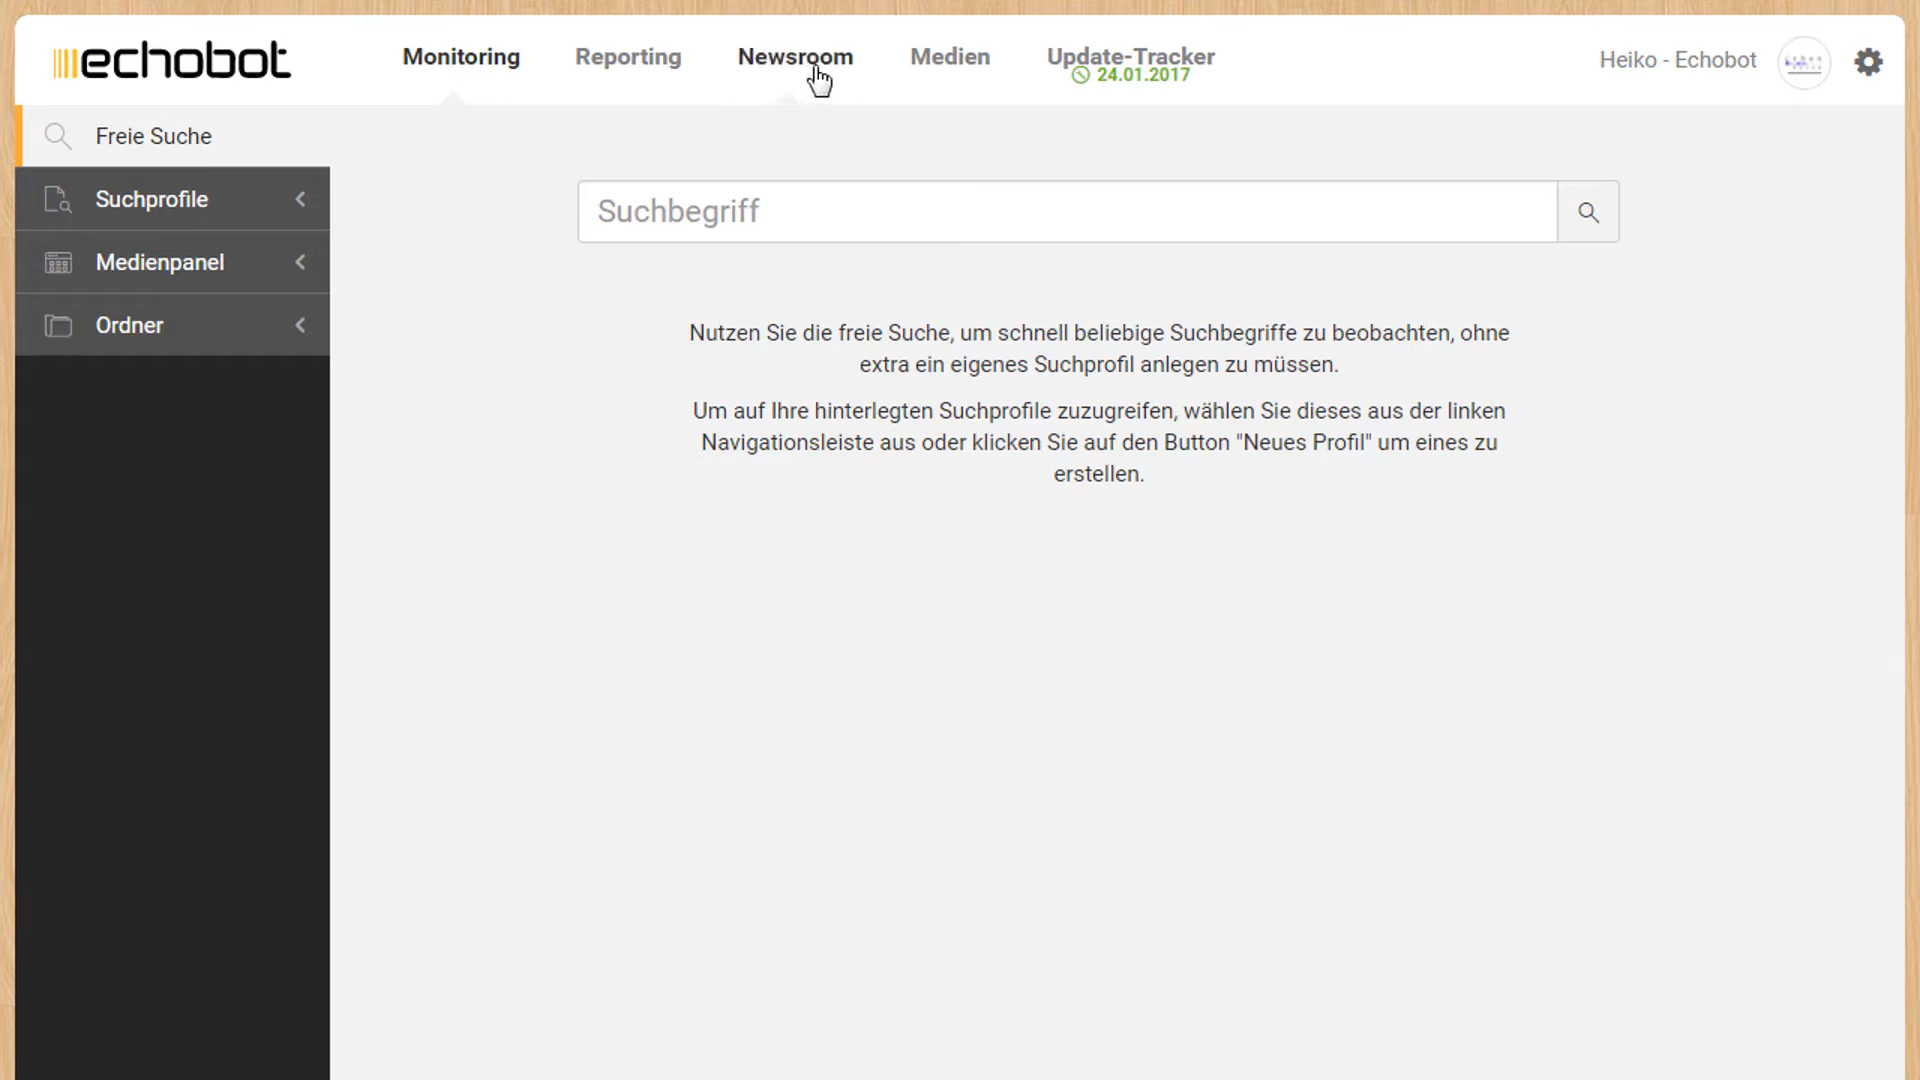 echobot
Monitoring Reporting Newsroom Medien Update-Tracker
24.01.2017
Heiko - Echobot
Freie Suche
Suchprofile
Medienpanel
Ordner
Suchbegriff
Nutzen Sie die freie Suche, um schnell beliebige Suchbegriffe zu beobachten, ohne
extra ein eigenes Suchprofil anlegen zu müssen.
Um auf Ihre hinterlegten Suchprofile zuzugreifen, wählen Sie dieses aus der linken
Navigationsleiste aus oder klicken Sie auf den Button "Neues Profil" um eines zu
erstellen.